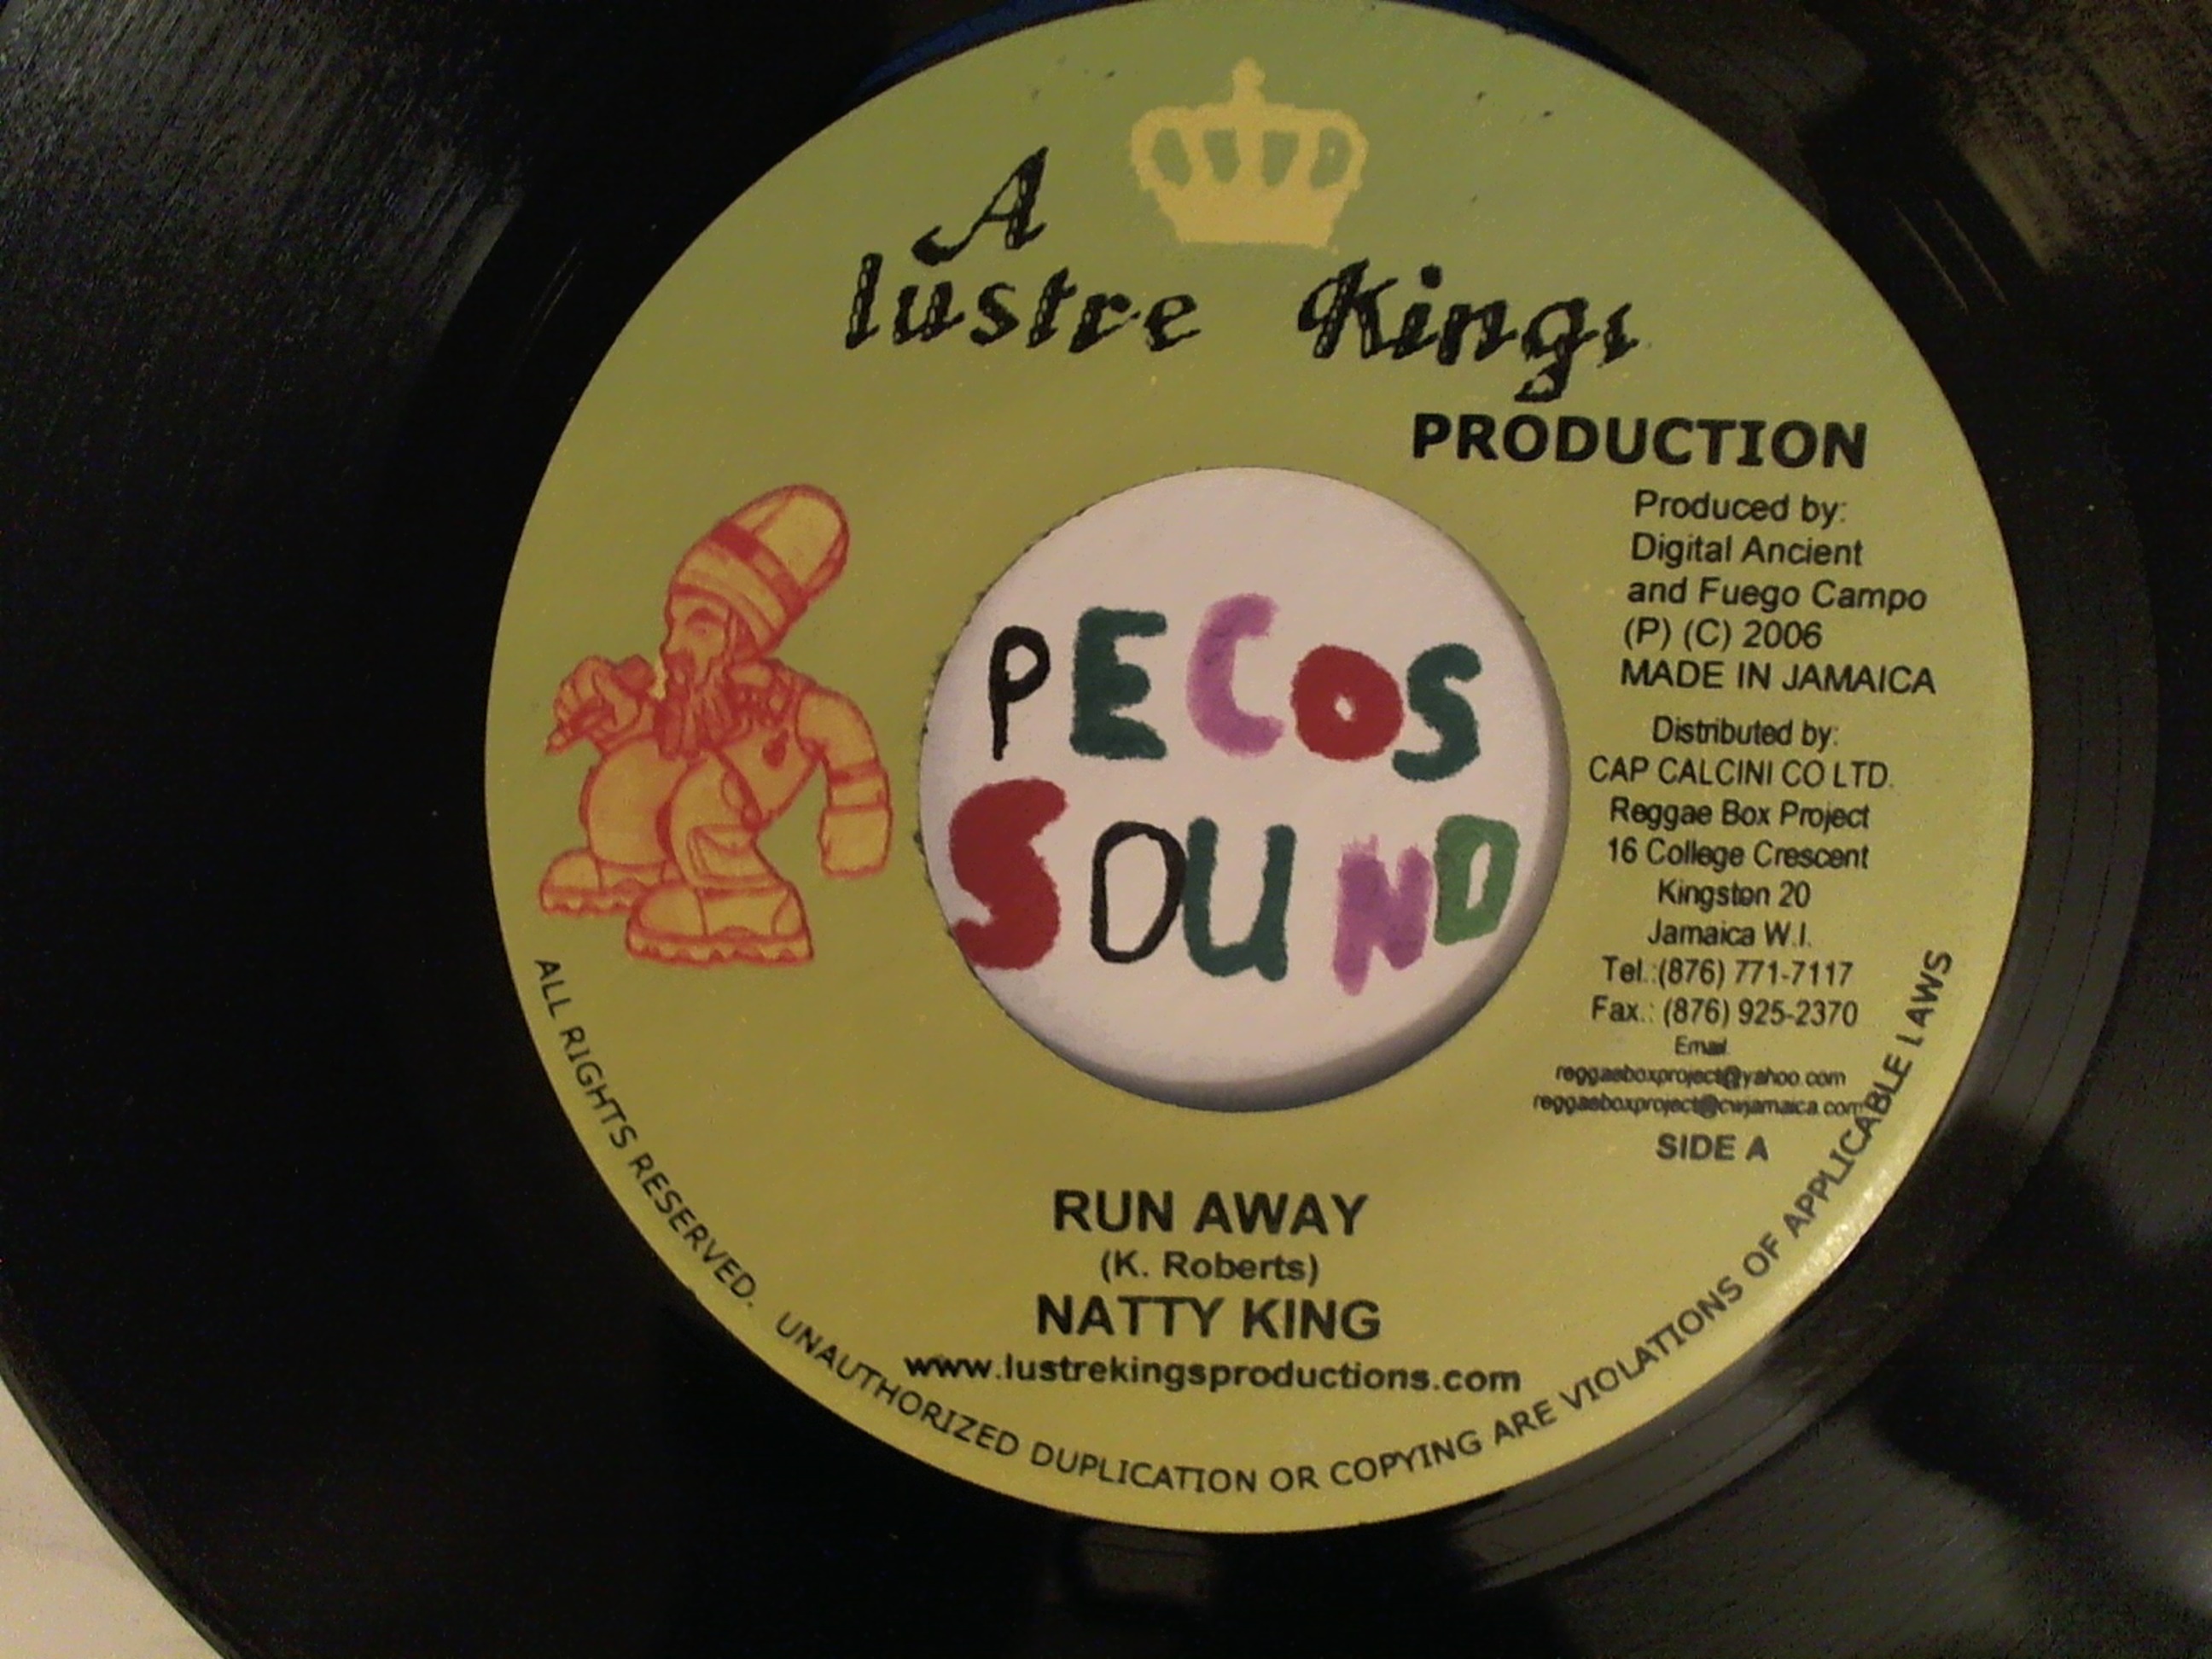 A
lustre Kings
PRODUCTION
Produced by:
Digital Ancient
and Fuego Campo
(P) (C) 2006
MADE IN JAMAICA
Distributed by:
CAP CALCINI CO LTD.
Reggae Box Project
16 College Crescent
Kingston 20
Jamaica W.I.
Tel.:(876) 771-7117
Fax.: (876) 925-2370
Email
reggaeboxproject@yahoo.com
reggaeboxproject@cwjamaica.com
SIDE A
PECOS
SOUND
RUN AWAY
(K. Roberts)
NATTY KING
www.lustrekingsproductions.com
ALL RIGHTS RESERVED. UNAUTHORIZED DUPLICATION OR COPYING ARE VIOLATIONS OF APPLICABLE LAWS